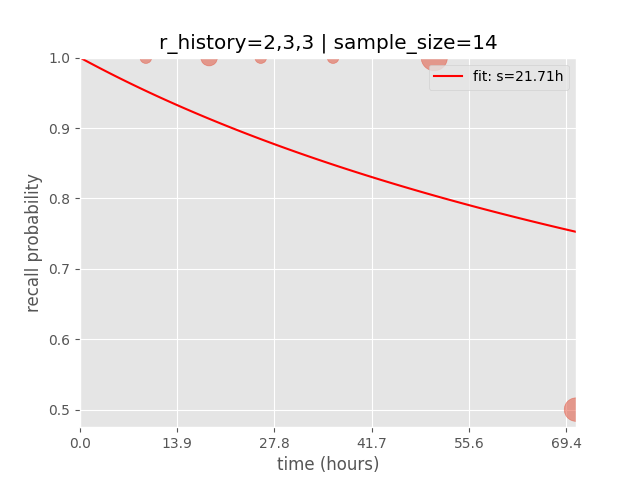 r_history=2,3,3 | sample_size=14
fit: s=21.71h
recall probability
1.0
0.9
0.8
0.7
0.6
0.5
0.0 13.9 27.8 41.7 55.6 69.4
time (hours)